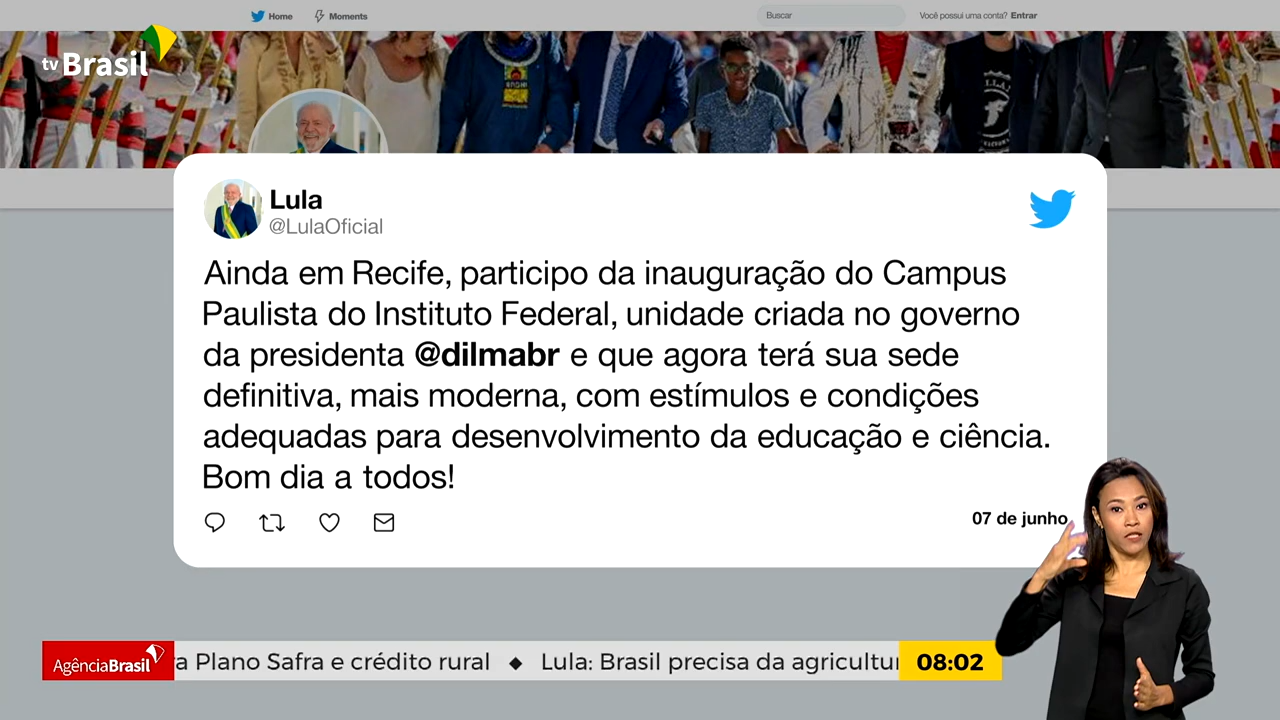 Home
Moments
Buscar
Você possui uma conta? Entrar
tv Brasil
Lula
@LulaOficial
Ainda em Recife, participo da inauguração do Campus
Paulista do Instituto Federal, unidade criada no governo
da presidenta @dilmabr e que agora terá sua sede
definitiva, mais moderna, com estímulos e condições
adequadas para desenvolvimento da educação e ciência.
Bom dia a todos!
07 de junho
AgênciaBrasil
Plano Safra e crédito rural ◆ Lula: Brasil precisa da
08:02